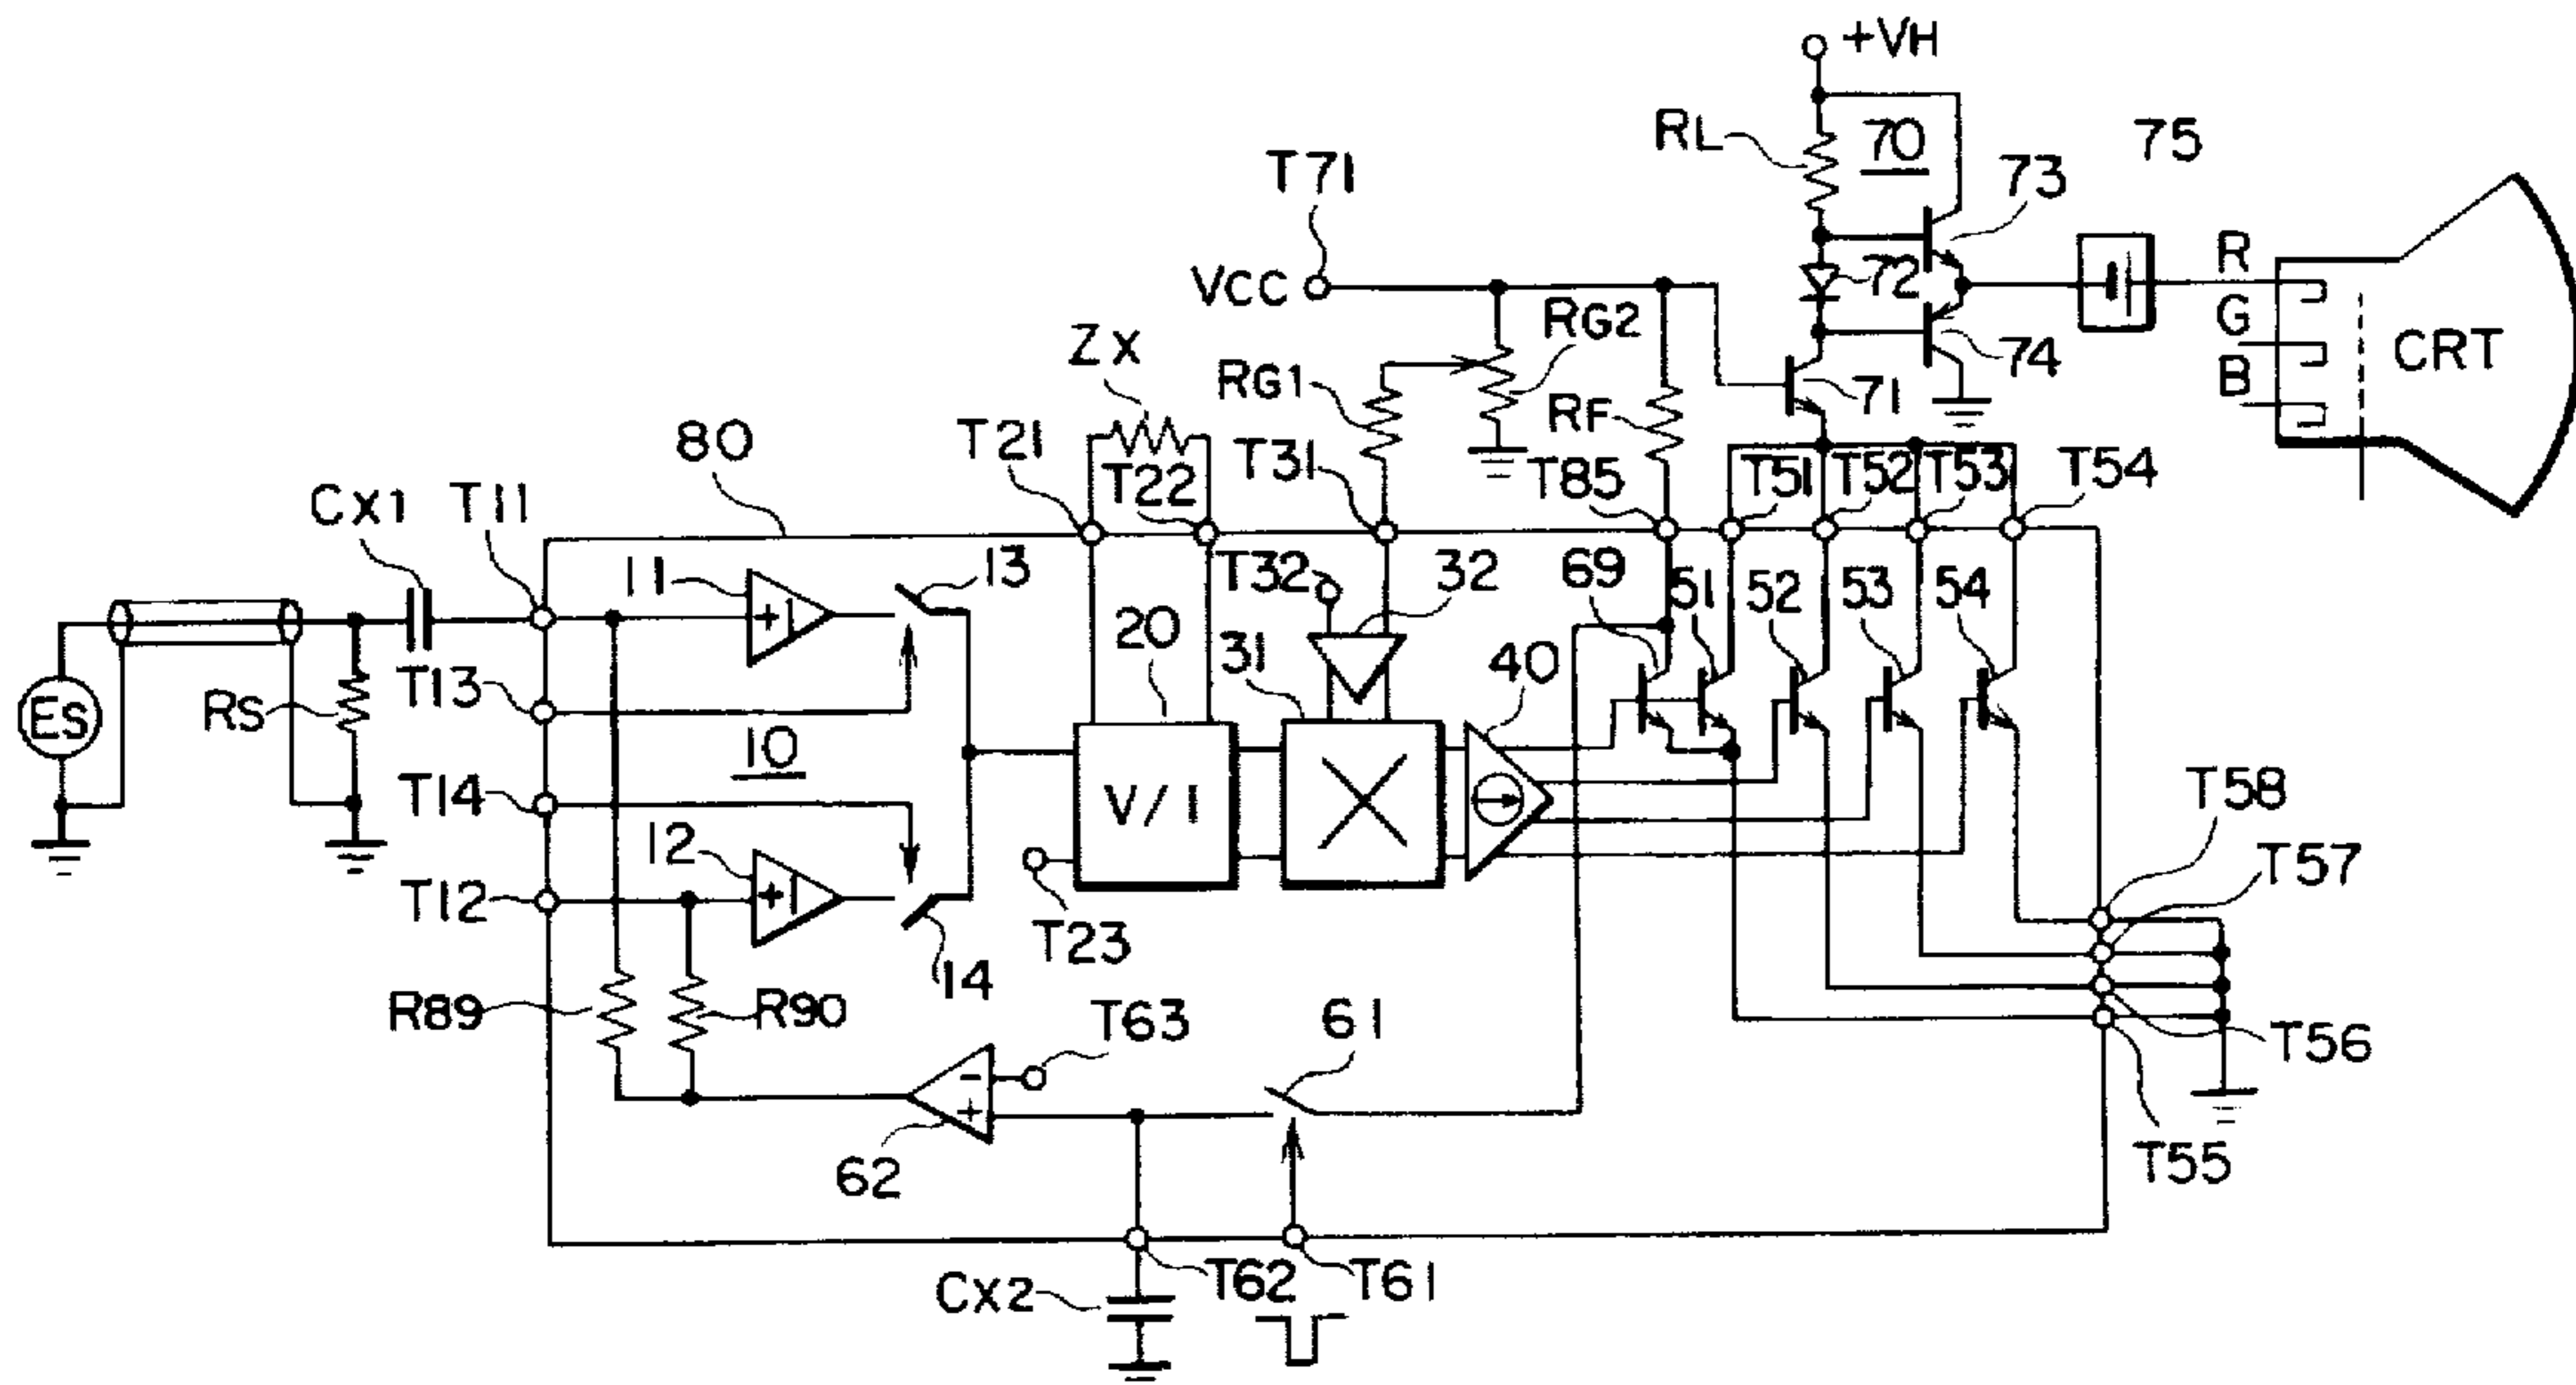 +VH
RL
70
75
73
T71
VCC
72
R
G
B
CRT
ZX
RG2
RG1
74
71
RF
80
T21
T22
T31
T85
T51
T52
T53
T54
CX1
T11
11
13
T32
32
69
51
52
53
54
+1
20
31
40
T13
ES
RS
10
T58
T14
V/I
T57
12
T12
+1
T23
14
R89
R90
T63
61
T56
-
+
62
T55
T62
T61
CX2